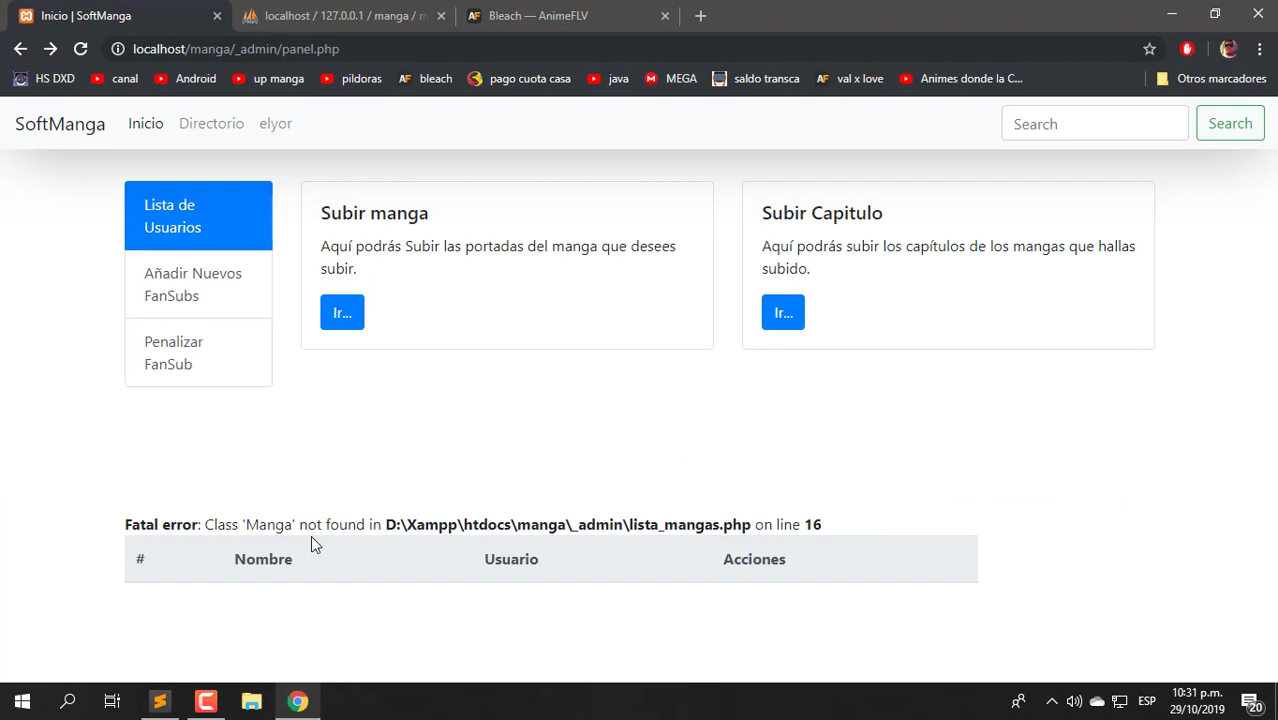 Inicio | SoftManga
localhost / 127.0.0.1 / manga / m
AF Bleach — AnimeFLV
localhost/manga/_admin/panel.php
HS DXD canal Android up manga pildoras AF bleach pago cuota casa java M MEGA saldo transca AF val x love Animes donde la C... Otros marcadores
SoftManga Inicio Directorio elyor Search Search
Lista de
Usuarios
Añadir Nuevos
FanSubs
Penalizar
FanSub
Subir manga
Aquí podrás Subir las portadas del manga que desees
subir.
Ir...
Subir Capitulo
Aquí podrás subir los capítulos de los mangas que hallas
subido.
Ir...
Fatal error: Class 'Manga' not found in D:\Xampp\htdocs\manga\_admin\lista_mangas.php on line 16
# Nombre Usuario Acciones
ESP
10:31 p.m.
29/10/2019
20